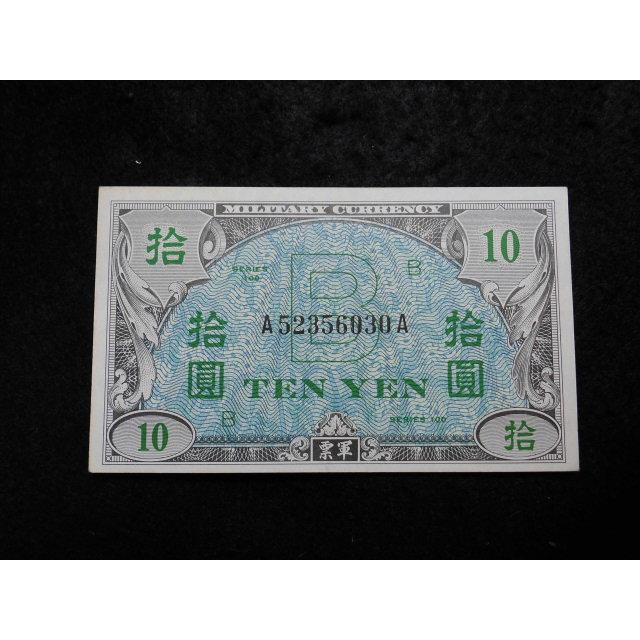 MILITARY CURRENCY
拾
10
SERIES
100
B
B
A52356030A
拾圓
拾圓
TEN YEN
B
SERIES 100
10
票軍
拾